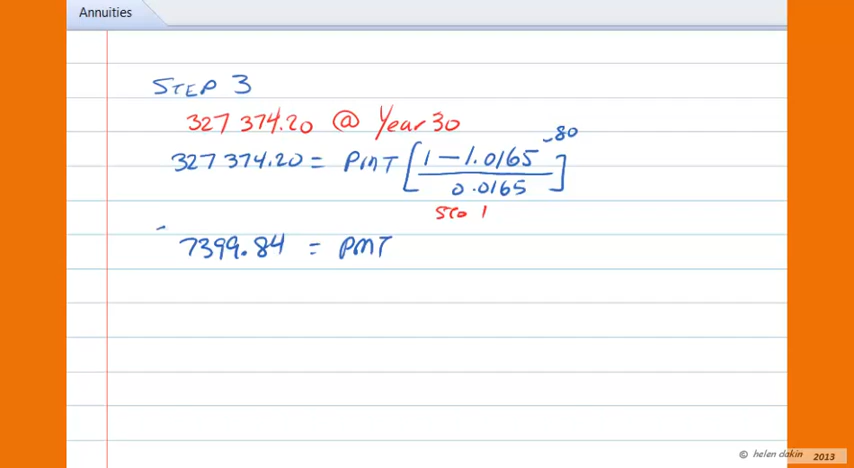 Annuities
STEP 3
327 374.20 @ Year 30
327 374.20 = PMT [ 1 - 1.0165 -80 ]
0.0165
STO 1
7399.84 = PMT
© helen dakin 2013